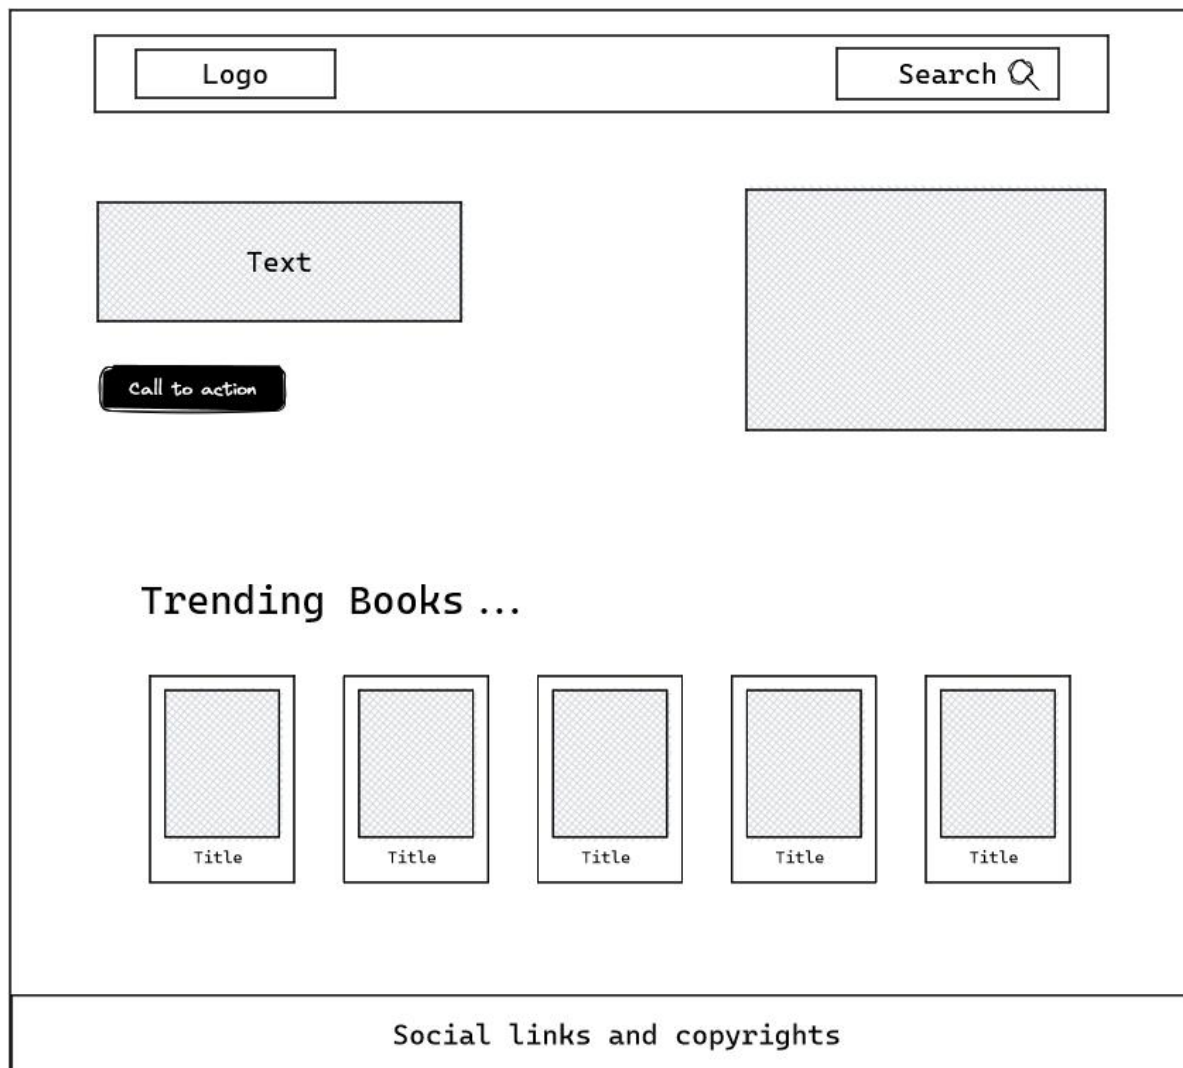 Logo
Search
Text
Call to action
Trending Books ...
Title
Title
Title
Title
Title
Social links and copyrights